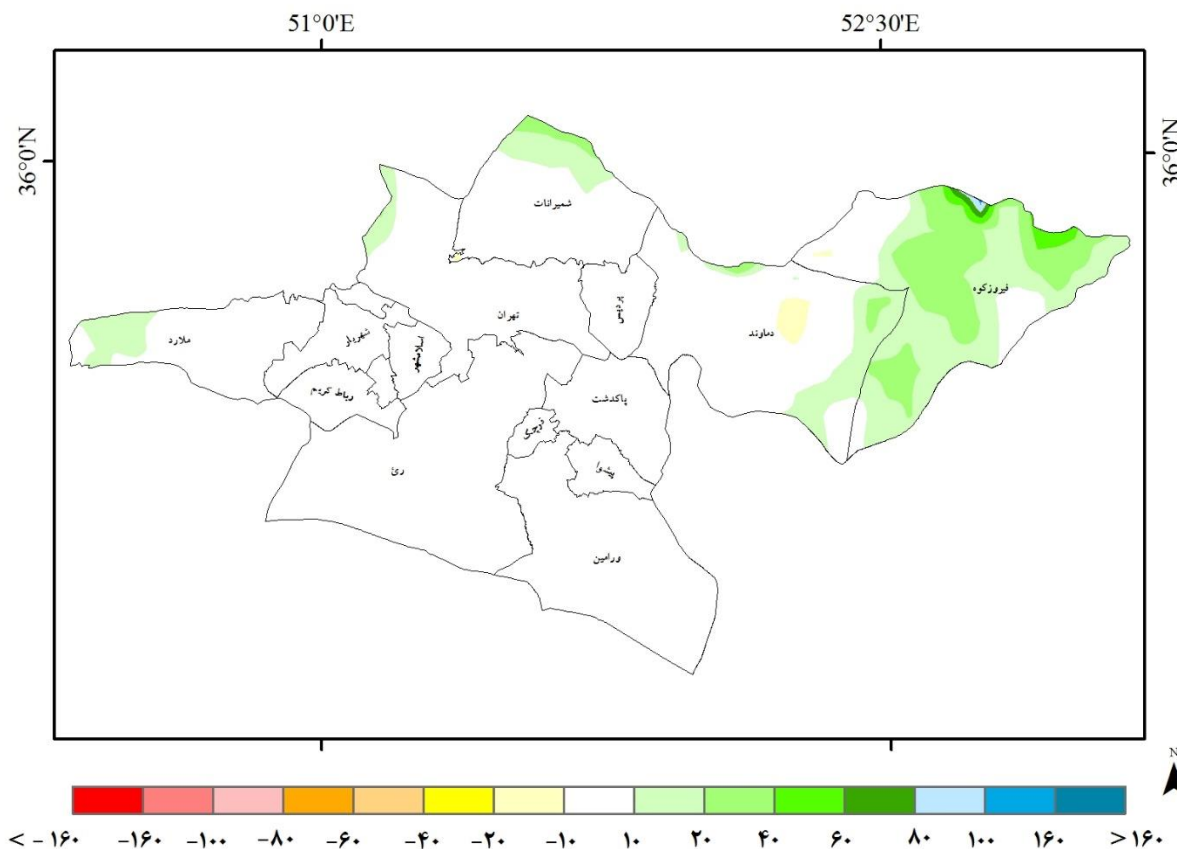 51°0'E 52°30'E
36°0'N 36°0'N
شمیرانات
فیروزکوه
پردیس
تهران
دماوند
شهریار
اسلامشهر
ملارد
رباط کریم
پاکدشت
قرچک
پیشوا
ری
ورامین
N
< -۱۶۰ -۱۶۰ -۱۰۰ -۸۰ -۶۰ -۴۰ -۲۰ -۱۰ ۱۰ ۲۰ ۴۰ ۶۰ ۸۰ ۱۰۰ ۱۶۰ >۱۶۰